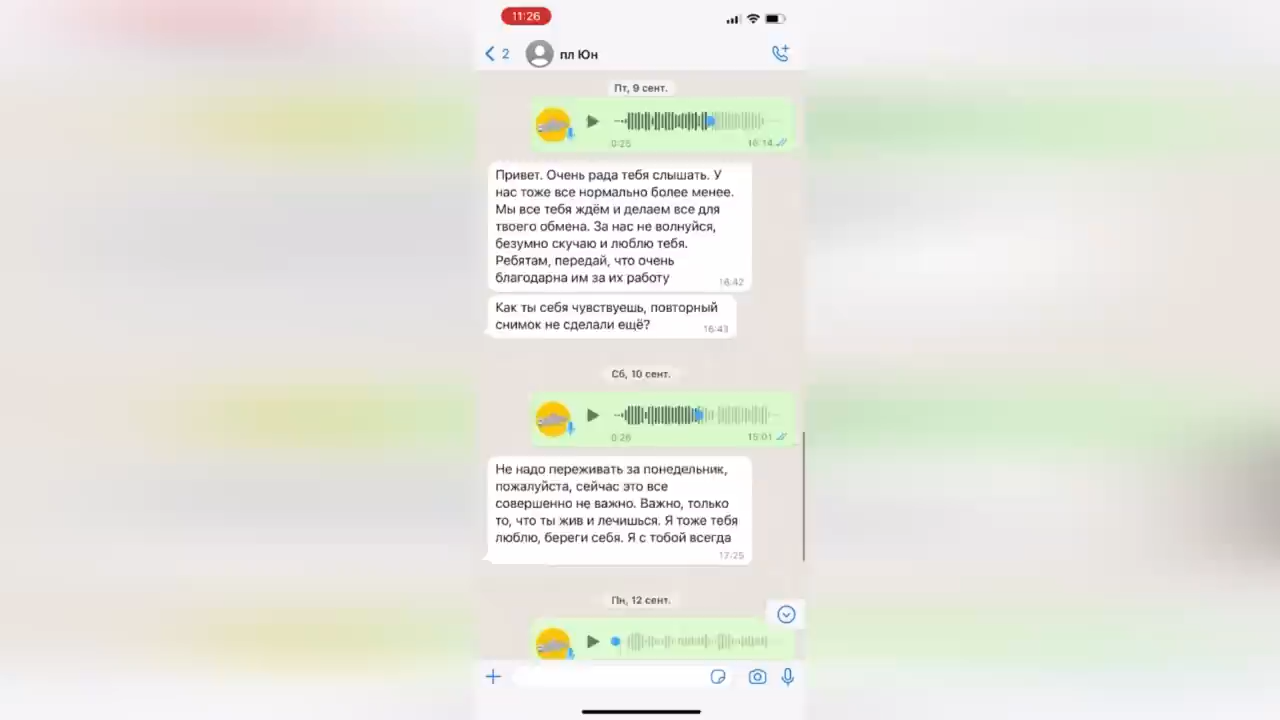 11:26
2
пл Юн
Пт, 9 сент.
0:25
16:14
Привет. Очень рада тебя слышать. У
нас тоже все нормально более менее.
Мы все тебя ждём и делаем все для
твоего обмена. За нас не волнуйся,
безумно скучаю и люблю тебя.
Ребятам, передай, что очень
благодарна им за их работу
16:42
Как ты себя чувствуешь, повторный
снимок не сделали ещё?
16:43
Сб, 10 сент.
0:26
15:01
Не надо переживать за понедельник,
пожалуйста, сейчас это все
совершенно не важно. Важно, только
то, что ты жив и лечишься. Я тоже тебя
люблю, береги себя. Я с тобой всегда
17:25
Пн, 12 сент.